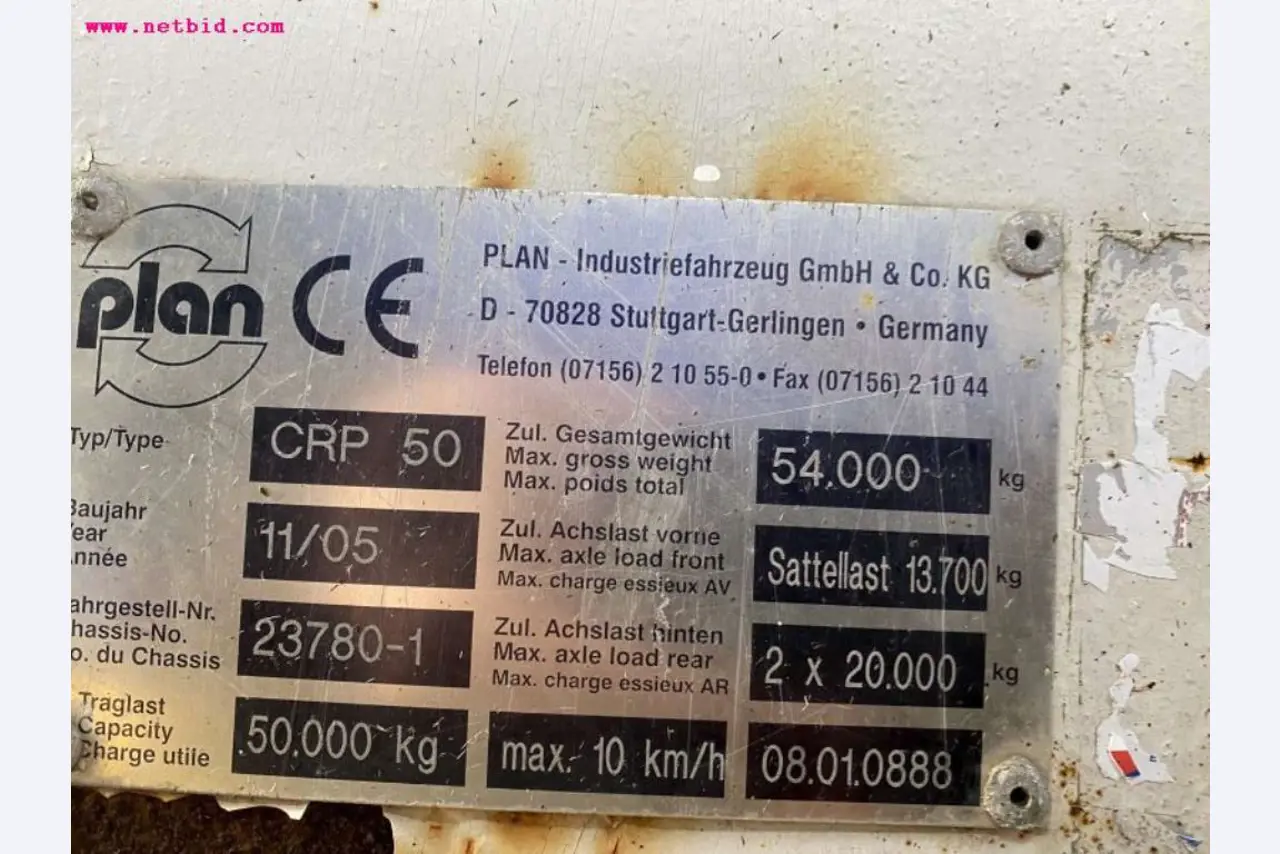 www.netbid.com
plan CE
PLAN - Industriefahrzeug GmbH & Co. KG
D - 70828 Stuttgart-Gerlingen • Germany
Telefon (07156) 2 10 55-0 • Fax (07156) 2 10 44
Typ/Type
CRP 50
Zul. Gesamtgewicht
Max. gross weight
Max. poids total
54.000 kg
Baujahr
Year
Année
11/05
Zul. Achslast vorne
Max. axle load front
Max. charge essieux AV
Sattellast 13.700 kg
ahrgestell-Nr.
hassis-No.
o. du Chassis
23780-1
Zul. Achslast hinten
Max. axle load rear
Max. charge essieux AR
2 x 20.000 kg
Traglast
Capacity
Charge utile
50.000 kg
max. 10 km/h
08.01.0888